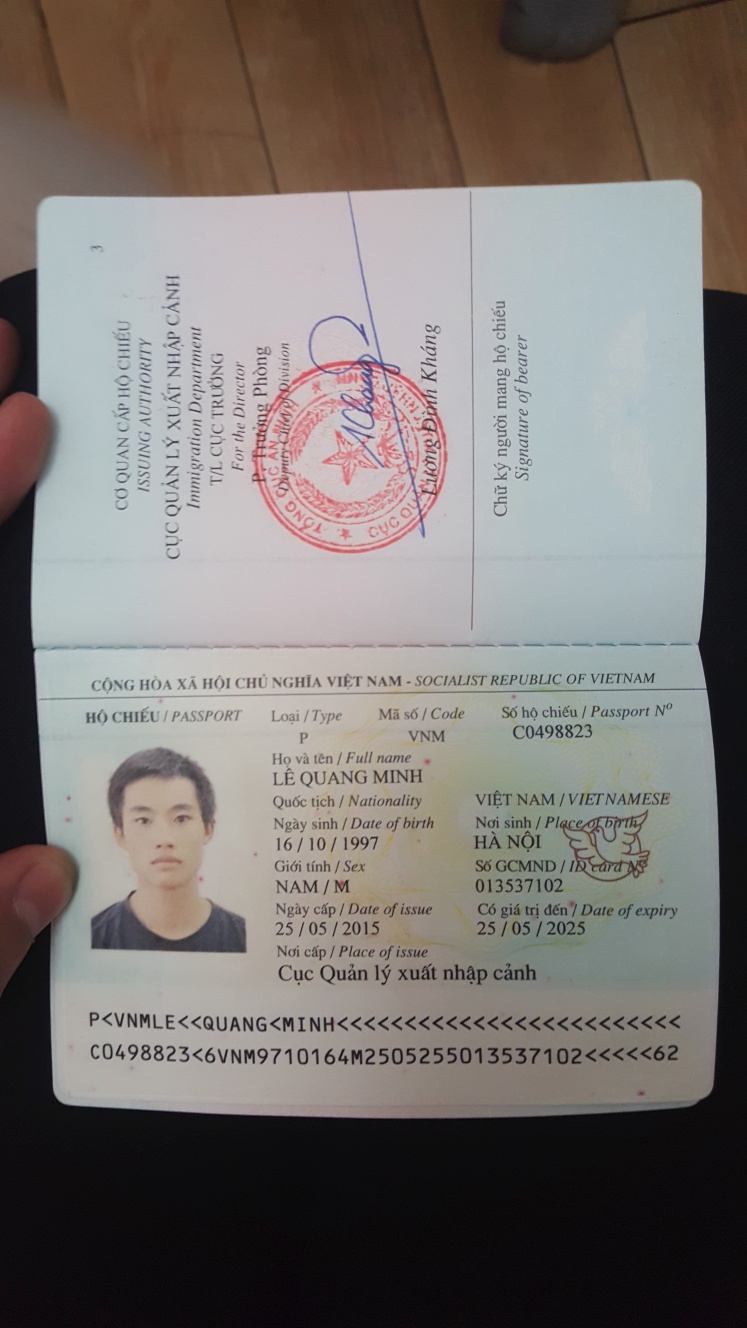 3
CƠ QUAN CẤP HỘ CHIẾU
ISSUING AUTHORITY
CỤC QUẢN LÝ XUẤT NHẬP CẢNH
Immigration Department
T/L CỤC TRƯỞNG
For the Director
P. Trưởng Phòng
Deputy Chief of Division
Lương Đình Kháng
Chữ ký người mang hộ chiếu
Signature of bearer
CỘNG HÒA XÃ HỘI CHỦ NGHĨA VIỆT NAM - SOCIALIST REPUBLIC OF VIETNAM
HỘ CHIẾU / PASSPORT Loại / Type Mã số / Code Số hộ chiếu / Passport Nº
P VNM C0498823
Họ và tên / Full name
LÊ QUANG MINH
Quốc tịch / Nationality VIỆT NAM / VIETNAMESE
Ngày sinh / Date of birth Nơi sinh / Place of birth
16 / 10 / 1997 HÀ NỘI
Giới tính / Sex Số GCMND / ID card Nº
NAM / M 013537102
Ngày cấp / Date of issue Có giá trị đến / Date of expiry
25 / 05 / 2015 25 / 05 / 2025
Nơi cấp / Place of issue
Cục Quản lý xuất nhập cảnh
P<VNMLE<<QUANG<MINH<<<<<<<<<<<<<<<<<<<<<<<<<
C0498823<6VNM9710164M2505255013537102<<<<<62